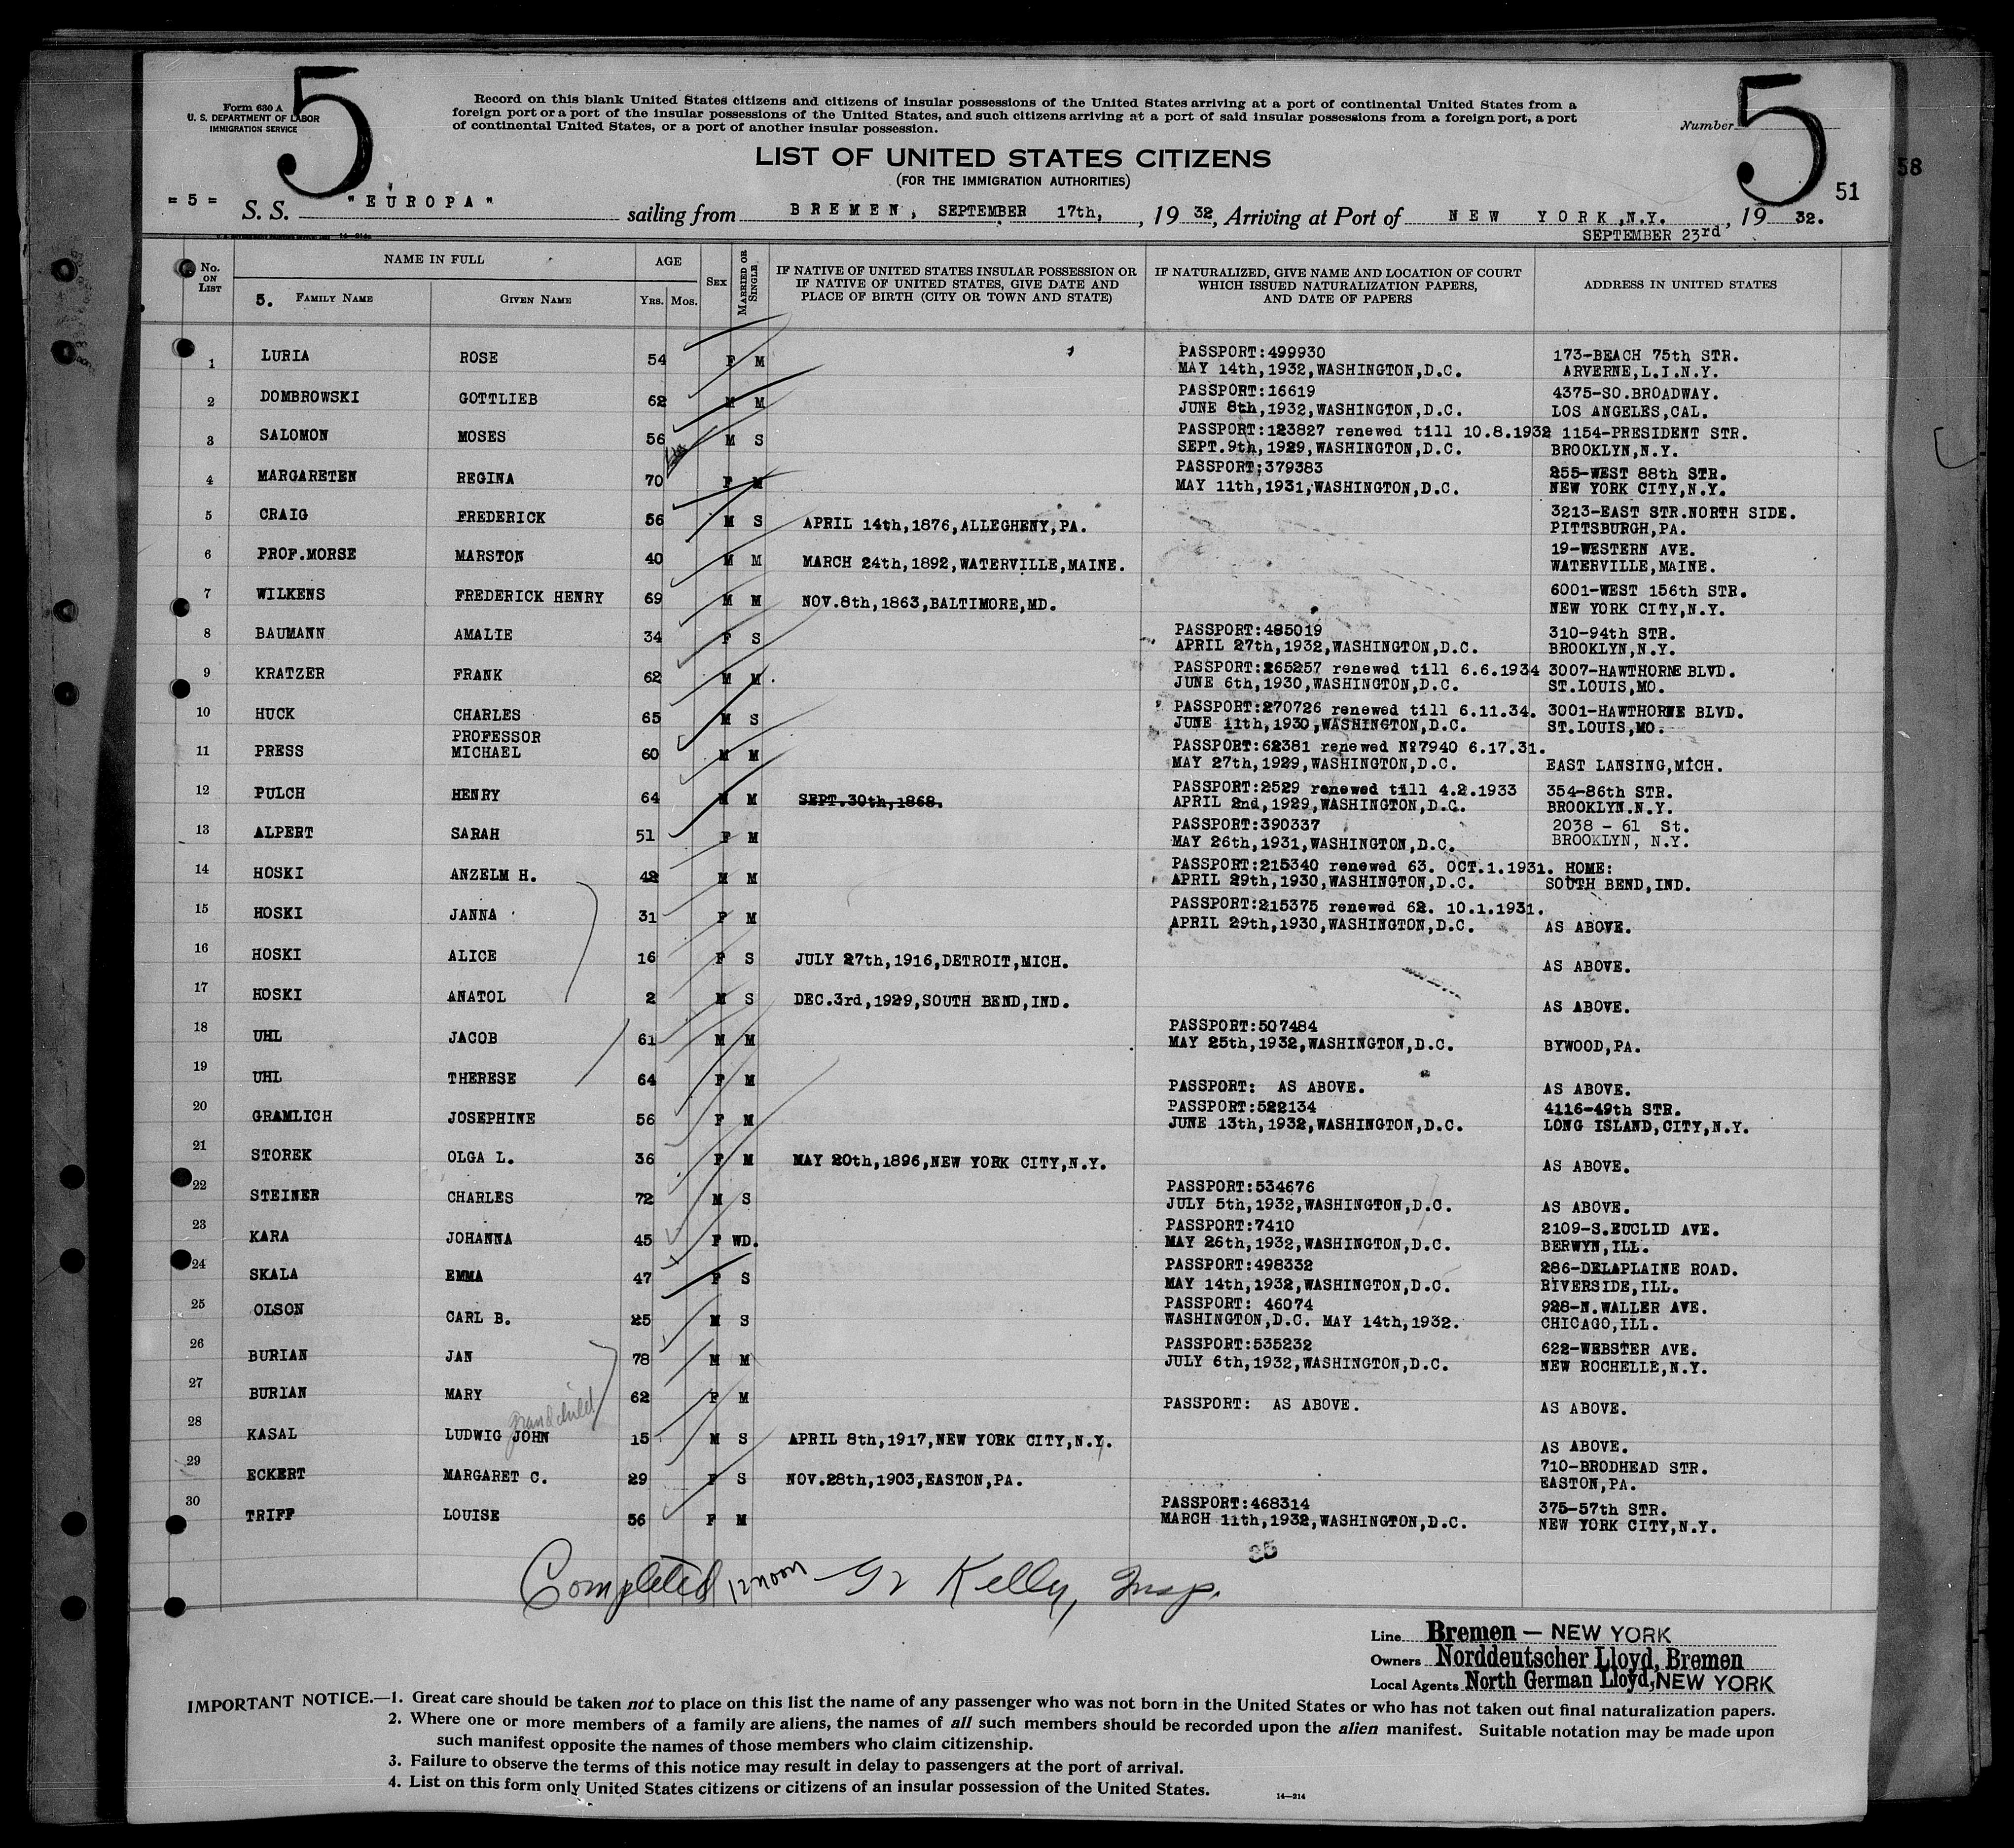 5
5
Form 630 A
U. S. DEPARTMENT OF LABOR
IMMIGRATION SERVICE
Record on this blank United States citizens and citizens of insular possessions of the United States arriving at a port of continental United States from a
foreign port or a port of the insular possessions of the United States, and such citizens arriving at a port of said insular possessions from a foreign port, a port
of continental United States, or a port of another insular possession.
Number
58
51
LIST OF UNITED STATES CITIZENS
(FOR THE IMMIGRATION AUTHORITIES)
= 5 = S. S. "EUROPA" sailing from BREMEN, SEPTEMBER 17th, , 19 32, Arriving at Port of NEW YORK, N.Y. , 19 32.
SEPTEMBER 23rd
No. ON LIST NAME IN FULL AGE SEX MARRIED OR SINGLE IF NATIVE OF UNITED STATES INSULAR POSSESSION OR IF NATIVE OF UNITED STATES, GIVE DATE AND PLACE OF BIRTH (CITY OR TOWN AND STATE) IF NATURALIZED, GIVE NAME AND LOCATION OF COURT WHICH ISSUED NATURALIZATION PAPERS, AND DATE OF PAPERS ADDRESS IN UNITED STATES
5. FAMILY NAME GIVEN NAME YRS. MOS.
1 LURIA ROSE 54 F M PASSPORT:499930 173-BEACH 75th STR.
MAY 14th,1932,WASHINGTON,D.C. ARVERNE,L.I.N.Y.
2 DOMBROWSKI GOTTLIEB 62 M M PASSPORT:16619 4375-SO.BROADWAY.
JUNE 8th,1932,WASHINGTON,D.C. LOS ANGELES,CAL.
3 SALOMON MOSES 56 M S PASSPORT:123827 renewed till 10.8.1932 1154-PRESIDENT STR.
SEPT.9th,1929,WASHINGTON,D.C. BROOKLYN,N.Y.
4 MARGARETEN REGINA 70 F M PASSPORT:379383 255-WEST 88th STR.
MAY 11th,1931,WASHINGTON,D.C. NEW YORK CITY,N.Y.
5 CRAIG FREDERICK 56 M S APRIL 14th,1876,ALLEGHENY,PA. 3213-EAST STR.NORTH SIDE.
PITTSBURGH,PA.
6 PROF.MORSE MARSTON 40 M M MARCH 24th,1892,WATERVILLE,MAINE. 19-WESTERN AVE.
WATERVILLE,MAINE.
7 WILKENS FREDERICK HENRY 69 M M NOV.8th,1863,BALTIMORE,MD. 6001-WEST 156th STR.
NEW YORK CITY,N.Y.
8 BAUMANN AMALIE 34 F S PASSPORT:485019 310-94th STR.
APRIL 27th,1932,WASHINGTON,D.C. BROOKLYN,N.Y.
9 KRATZER FRANK 62 M M. PASSPORT:265257 renewed till 6.6.1934 3007-HAWTHORNE BLVD.
JUNE 6th,1930,WASHINGTON,D.C. ST.LOUIS,MO.
10 HUCK CHARLES 65 M S PASSPORT:270726 renewed till 6.11.34. 3001-HAWTHORNE BLVD.
JUNE 11th,1930,WASHINGTON,D.C. ST.LOUIS,MO.
PROFESSOR
11 PRESS MICHAEL 60 M M PASSPORT:62381 renewed №7940 6.17.31.
MAY 27th,1929,WASHINGTON,D.C. EAST LANSING,MICH.
12 PULCH HENRY 64 M M SEPT.30th,1868. PASSPORT:2529 renewed till 4.2.1933 354-86th STR.
APRIL 2nd,1929,WASHINGTON,D.C. BROOKLYN.N.Y.
13 ALPERT SARAH 51 F M PASSPORT:390337 2038 - 61 St.
MAY 26th,1931,WASHINGTON,D.C. BROOKLYN, N.Y.
14 HOSKI ANZELM H. 42 M M PASSPORT:215340 renewed 63. OCT.1.1931. HOME:
APRIL 29th,1930,WASHINGTON,D.C. SOUTH BEND,IND.
15 HOSKI JANNA 31 F M PASSPORT:215375 renewed 62. 10.1.1931.
APRIL 29th,1930,WASHINGTON,D.C. AS ABOVE.
16 HOSKI ALICE 16 F S JULY 27th,1916,DETROIT,MICH. AS ABOVE.
17 HOSKI ANATOL 2 M S DEC.3rd,1929,SOUTH BEND,IND. AS ABOVE.
18 UHL JACOB 61 M M PASSPORT:507484
MAY 25th,1932,WASHINGTON,D.C. BYWOOD,PA.
19 UHL THERESE 64 F M PASSPORT: AS ABOVE. AS ABOVE.
20 GRAMLICH JOSEPHINE 56 F M PASSPORT:522134 4116-49th STR.
JUNE 13th,1932,WASHINGTON,D.C. LONG ISLAND,CITY,N.Y.
21 STOREK OLGA L. 36 F M MAY 20th,1896,NEW YORK CITY,N.Y. AS ABOVE.
22 STEINER CHARLES 72 M S PASSPORT:534676
JULY 5th,1932,WASHINGTON,D.C. AS ABOVE.
23 KARA JOHANNA 45 F WD. PASSPORT:7410 2109-S.EUCLID AVE.
MAY 26th,1932,WASHINGTON,D.C. BERWYN,ILL.
24 SKALA EMMA 47 F S PASSPORT:498332 286-DELAPLAINE ROAD.
MAY 14th,1932,WASHINGTON,D.C. RIVERSIDE,ILL.
25 OLSON CARL B. 25 M S PASSPORT: 46074 928-N.WALLER AVE.
WASHINGTON,D.C. MAY 14th,1932. CHICAGO,ILL.
26 BURIAN JAN 78 M M PASSPORT:535232 622-WEBSTER AVE.
JULY 6th,1932,WASHINGTON,D.C. NEW ROCHELLE,N.Y.
27 BURIAN MARY 62 F M PASSPORT: AS ABOVE. AS ABOVE.
grandchild
28 KASAL LUDWIG JOHN 15 M S APRIL 8th,1917,NEW YORK CITY,N.Y. AS ABOVE.
29 ECKERT MARGARET C. 29 F S NOV.28th,1903,EASTON,PA. 710-BRODHEAD STR.
EASTON,PA.
30 TRIFF LOUISE 56 F M PASSPORT:468314 375-57th STR.
MARCH 11th,1932,WASHINGTON,D.C. NEW YORK CITY,N.Y.
Completed 12 noon Kelly, Insp.
Line Bremen — NEW YORK
Owners Norddeutscher Lloyd, Bremen
Local Agents North German Lloyd, NEW YORK
IMPORTANT NOTICE.—1. Great care should be taken not to place on this list the name of any passenger who was not born in the United States or who has not taken out final naturalization papers.
2. Where one or more members of a family are aliens, the names of all such members should be recorded upon the alien manifest. Suitable notation may be made upon
such manifest opposite the names of those members who claim citizenship.
3. Failure to observe the terms of this notice may result in delay to passengers at the port of arrival.
4. List on this form only United States citizens or citizens of an insular possession of the United States.
14—214